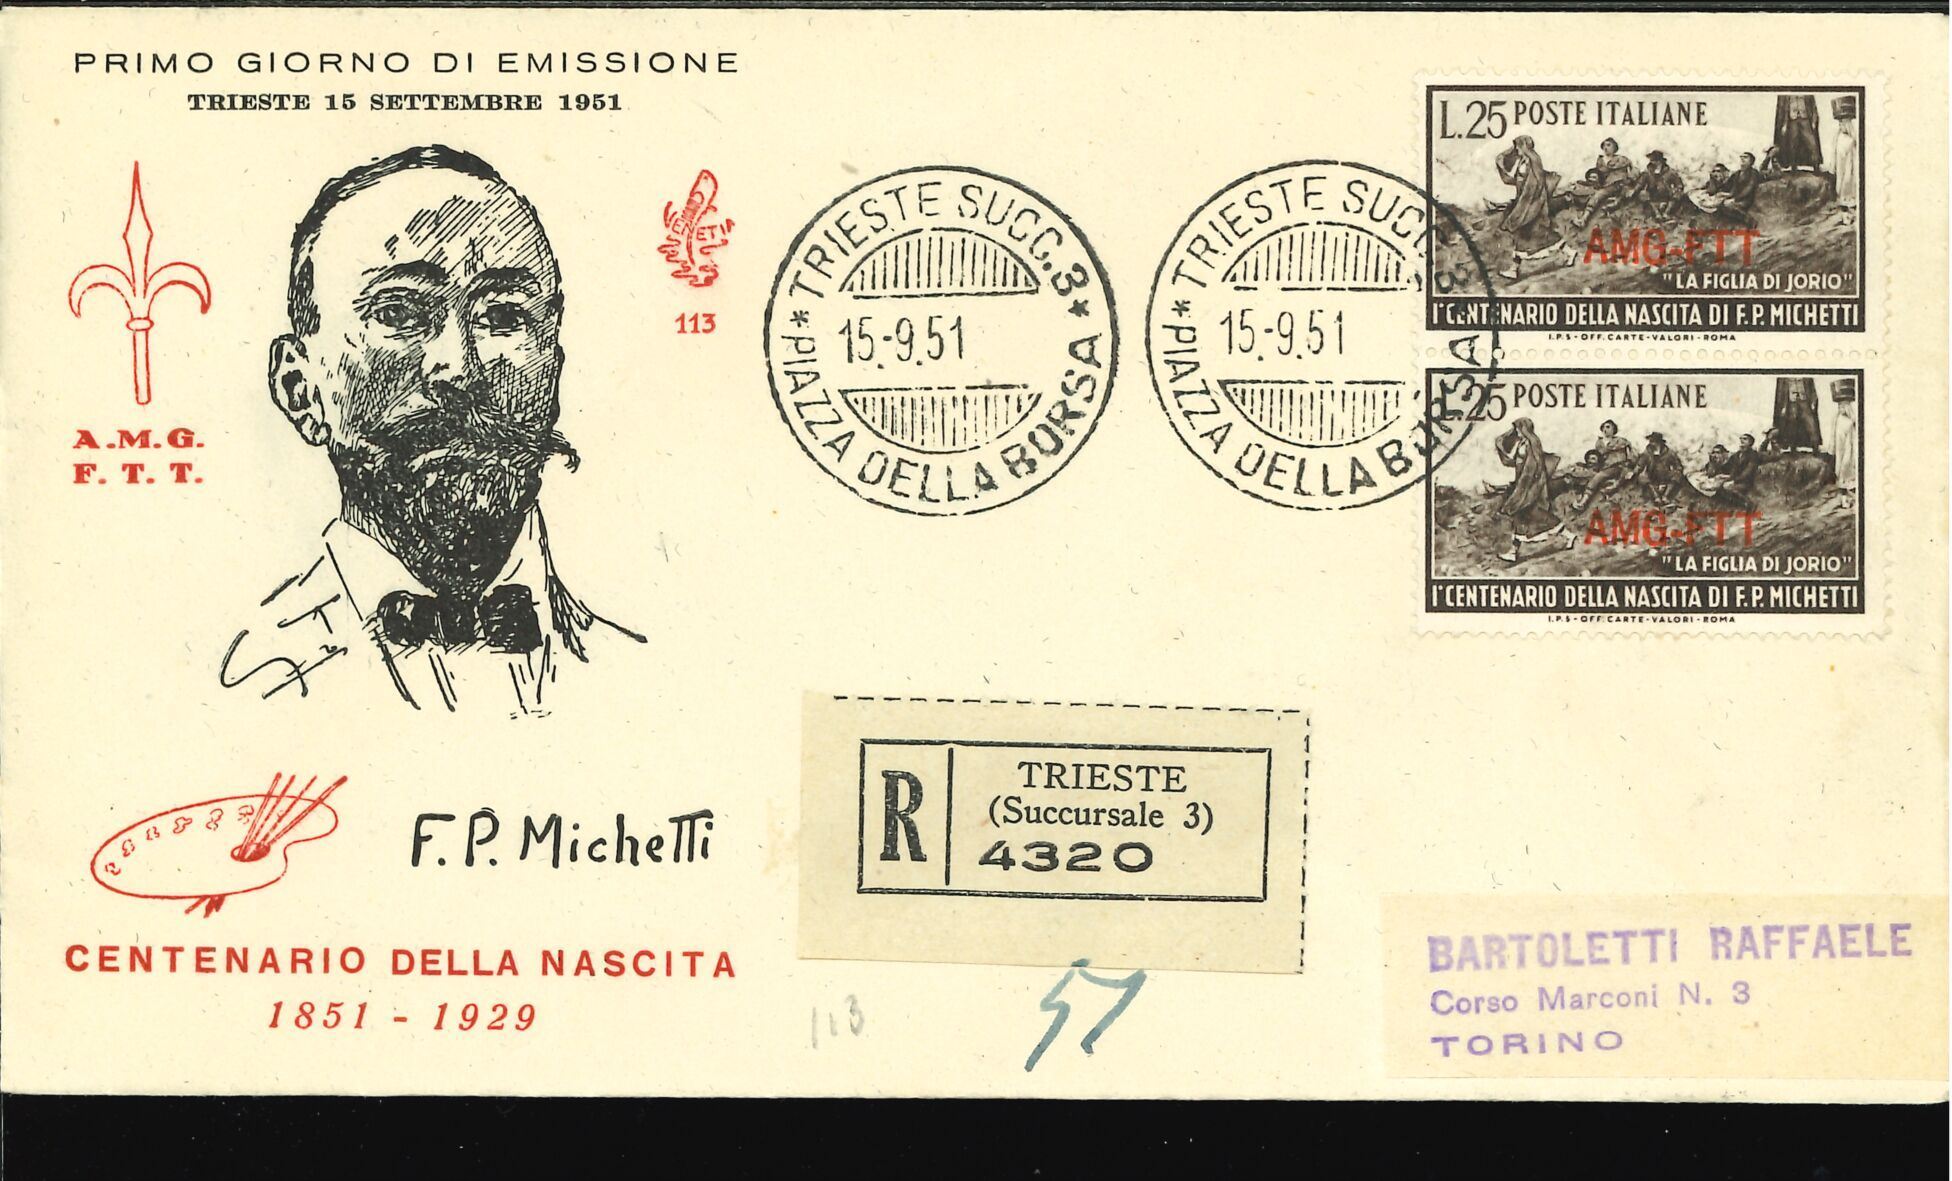 PRIMO GIORNO DI EMISSIONE
TRIESTE 15 SETTEMBRE 1951
A.M.G.
F. T. T.
113
F.P. Michetti
CENTENARIO DELLA NASCITA
1851 - 1929
*TRIESTE SUCC.3*
15-9.51
PIAZZA DELLA BORSA
*TRIESTE SUCC.3*
15-9.51
PIAZZA DELLA BORSA
L.25 POSTE ITALIANE
AMG-FTT
"LA FIGLIA DI JORIO"
I°CENTENARIO DELLA NASCITA DI F.P. MICHETTI
I.P.S-OFF. CARTE-VALORI-ROMA
L.25 POSTE ITALIANE
AMG-FTT
"LA FIGLIA DI JORIO"
I°CENTENARIO DELLA NASCITA DI F.P. MICHETTI
I.P.S-OFF. CARTE-VALORI-ROMA
R
TRIESTE
(Succursale 3)
4320
113
57
BARTOLETTI RAFFAELE
Corso Marconi N. 3
TORINO